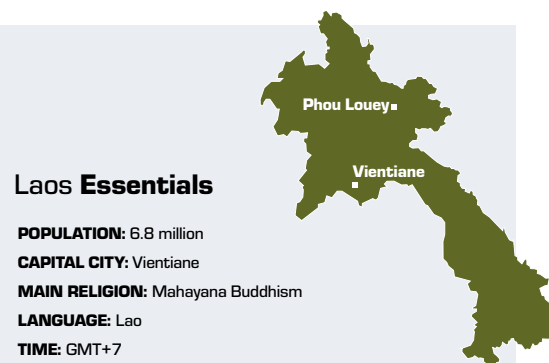 Phou Louey
Vientiane
Laos Essentials
POPULATION: 6.8 million
CAPITAL CITY: Vientiane
MAIN RELIGION: Mahayana Buddhism
LANGUAGE: Lao
TIME: GMT+7